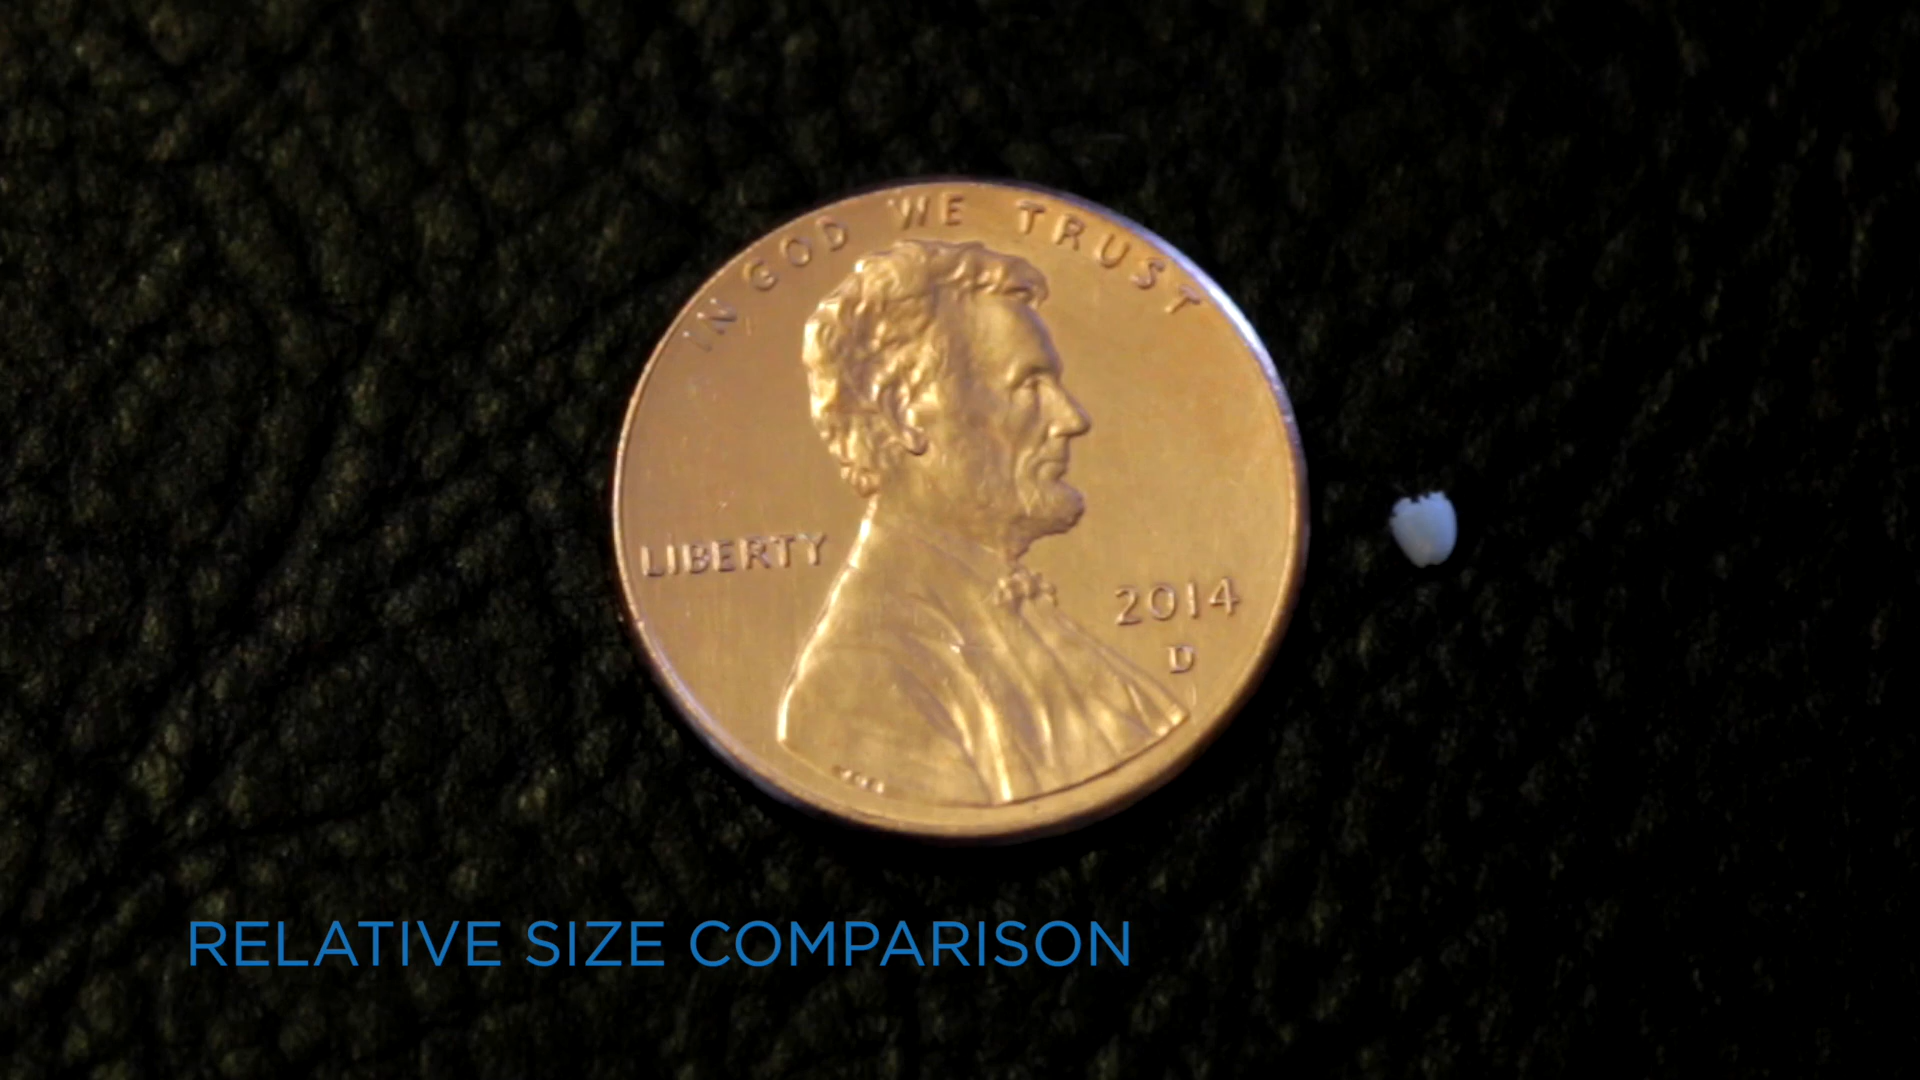 IN GOD WE TRUST
LIBERTY
2014
D
RELATIVE SIZE COMPARISON